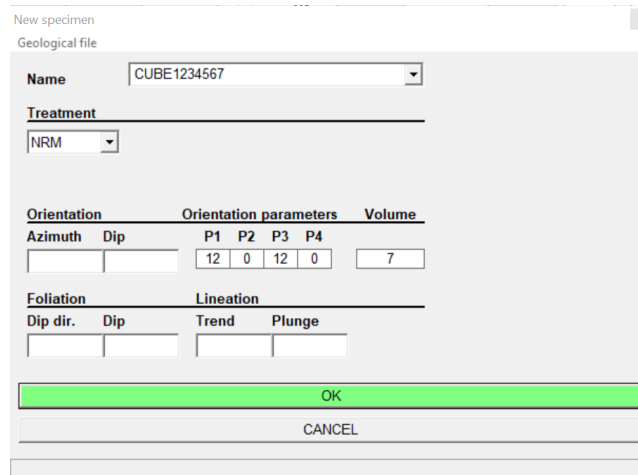 New specimen
Geological file
Name CUBE1234567
Treatment
NRM
Orientation Orientation parameters Volume
Azimuth Dip P1 P2 P3 P4
12 0 12 0 7
Foliation Lineation
Dip dir. Dip Trend Plunge
OK
CANCEL